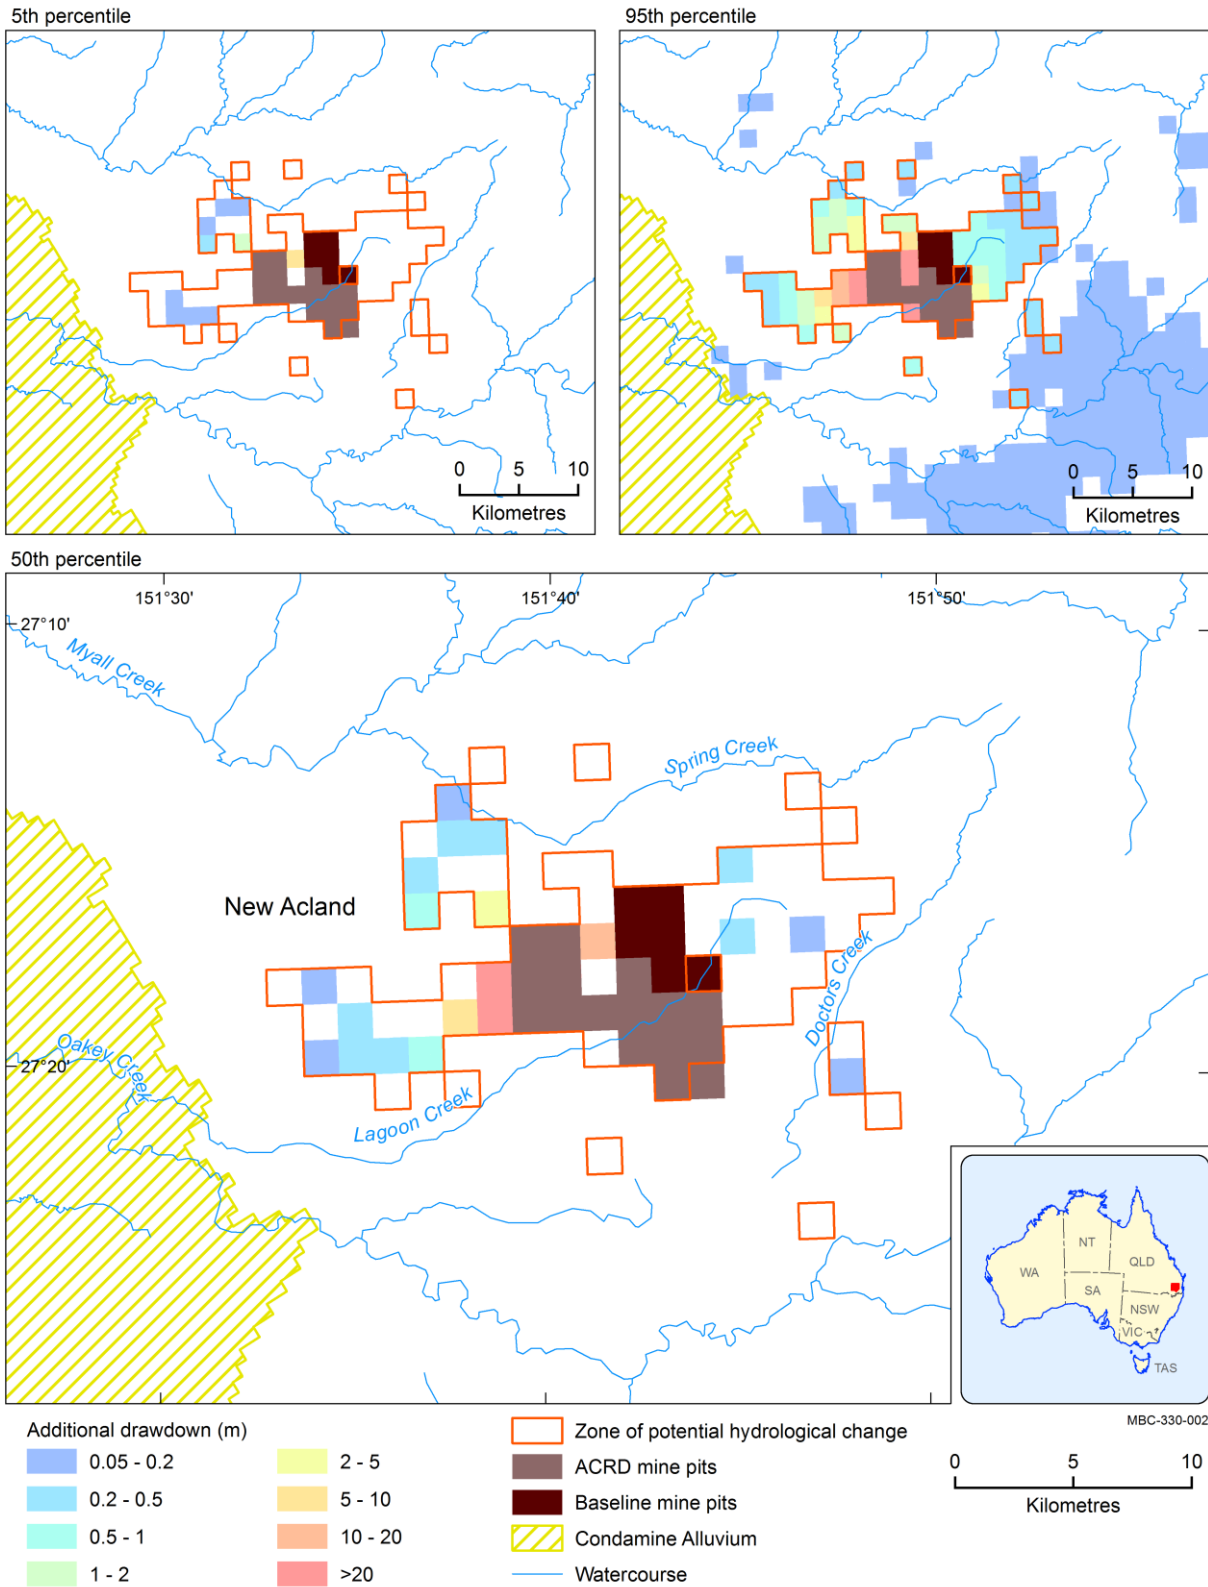 5th percentile
95th percentile
0 5 10
Kilometres
0 5 10
Kilometres
50th percentile
151°30' 151°40' 151°50'
27°10'
Myall Creek
Spring Creek
New Acland
Doctors Creek
Oakey Creek
27°20'
Lagoon Creek
NT
QLD
WA
SA
NSW
VIC
TAS
MBC-330-002
Additional drawdown (m)
0.05 - 0.2
0.2 - 0.5
0.5 - 1
1 - 2
2 - 5
5 - 10
10 - 20
>20
Zone of potential hydrological change
ACRD mine pits
Baseline mine pits
Condamine Alluvium
Watercourse
0 5 10
Kilometres